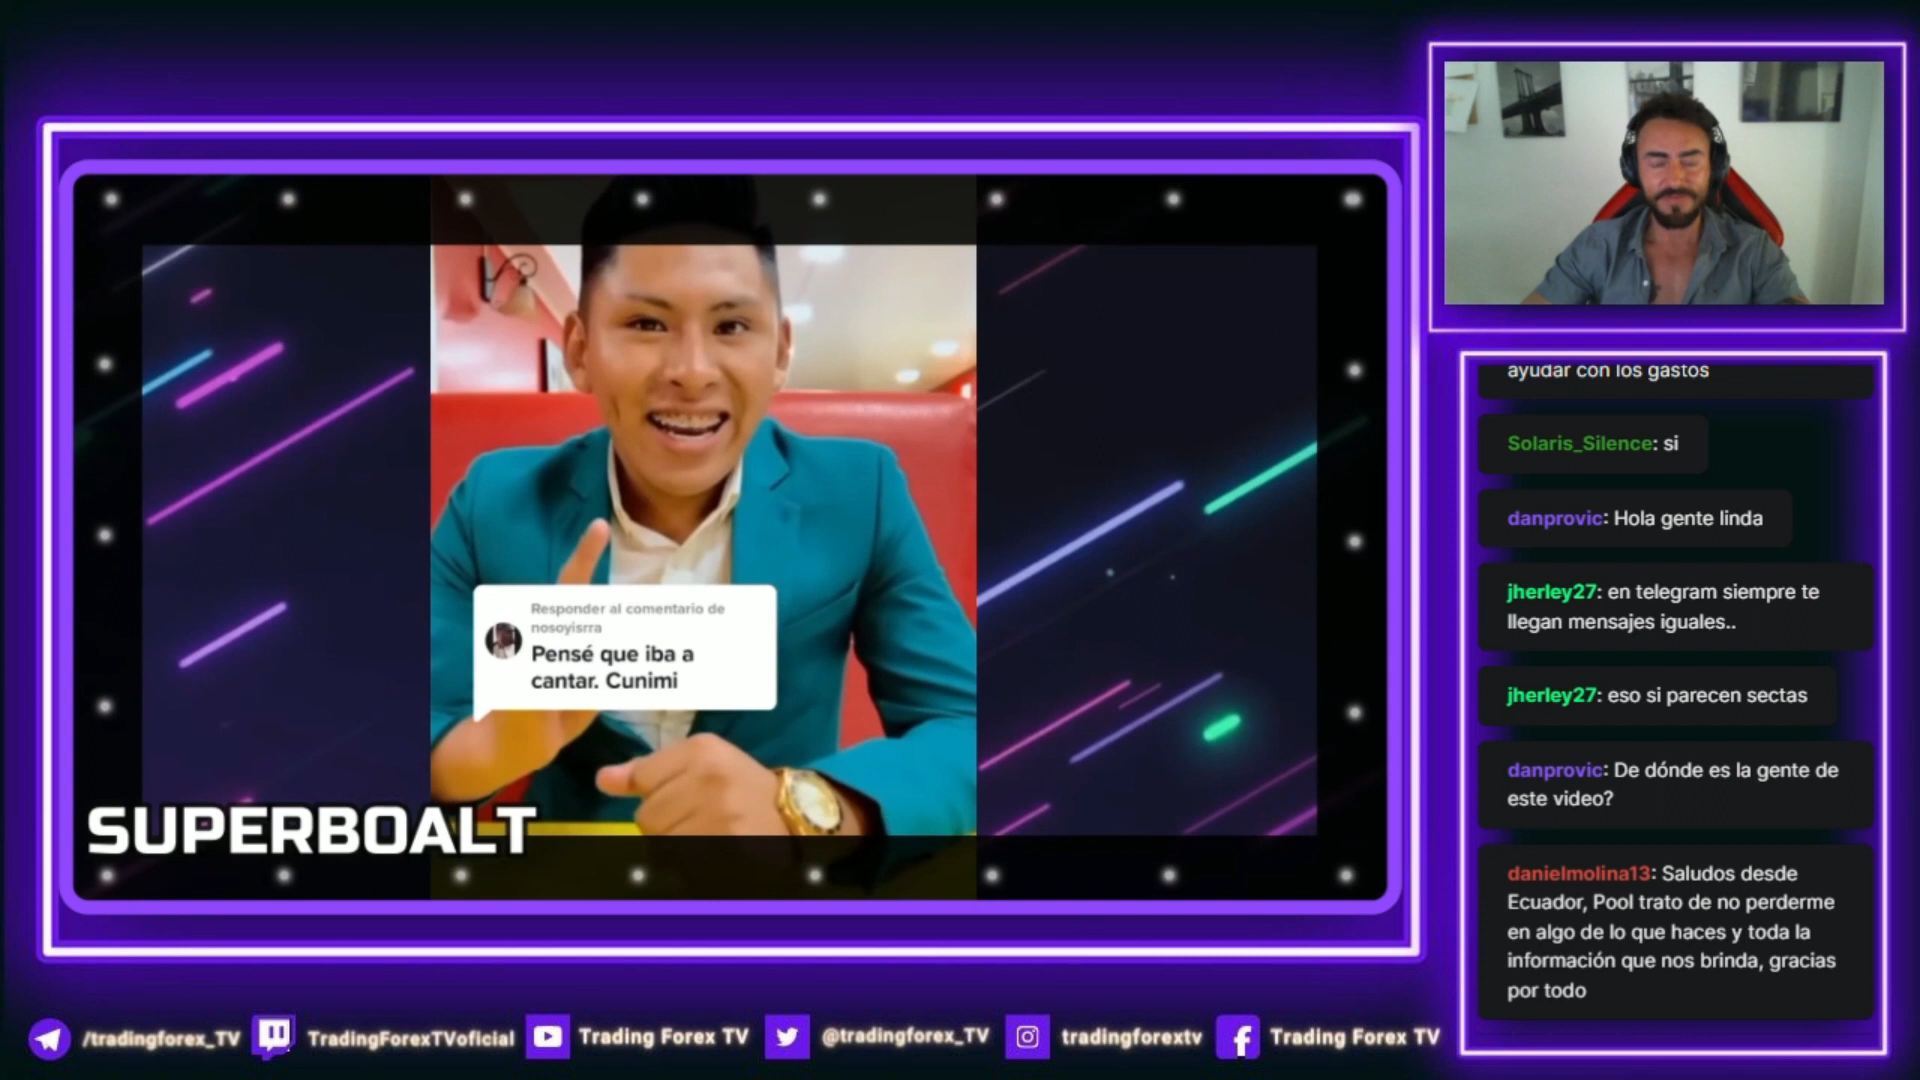 Responder al comentario de
nosoyisrra
Pensé que iba a
cantar. Cunimi
SUPERBOALT
ayudar con los gastos
Solaris_Silence: si
danprovic: Hola gente linda
jherley27: en telegram siempre te
llegan mensajes iguales..
jherley27: eso si parecen sectas
danprovic: De dónde es la gente de
este video?
danielmolina13: Saludos desde
Ecuador, Pool trato de no perderme
en algo de lo que haces y toda la
información que nos brinda, gracias
por todo
/tradingforex_TV TradingForexTVoficial Trading Forex TV @tradingforex_TV tradingforextv Trading Forex TV